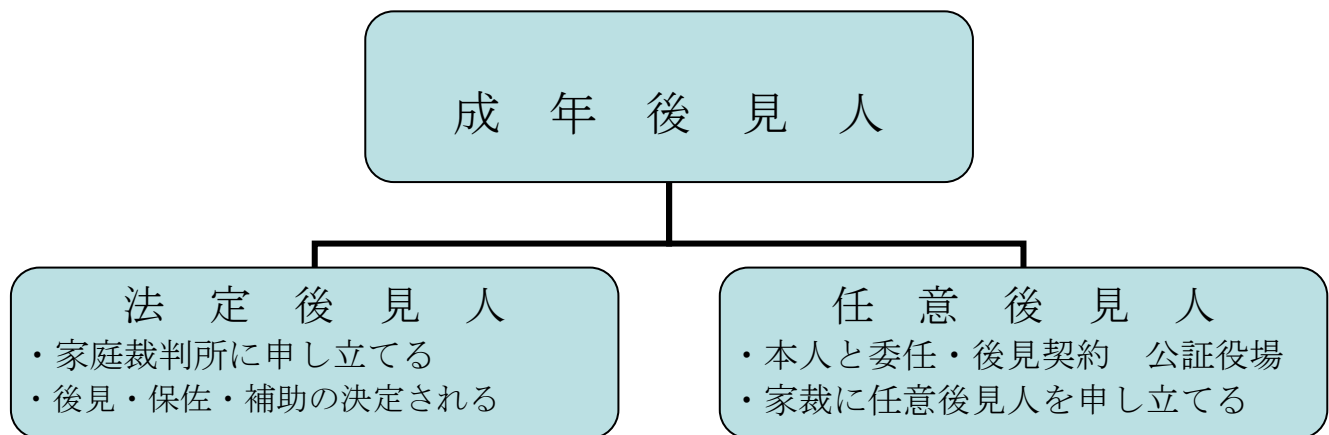 成年後見人
法定後見人
・家庭裁判所に申し立てる
・後見・保佐・補助の決定される
任意後見人
・本人と委任・後見契約　公証役場
・家裁に任意後見人を申し立てる